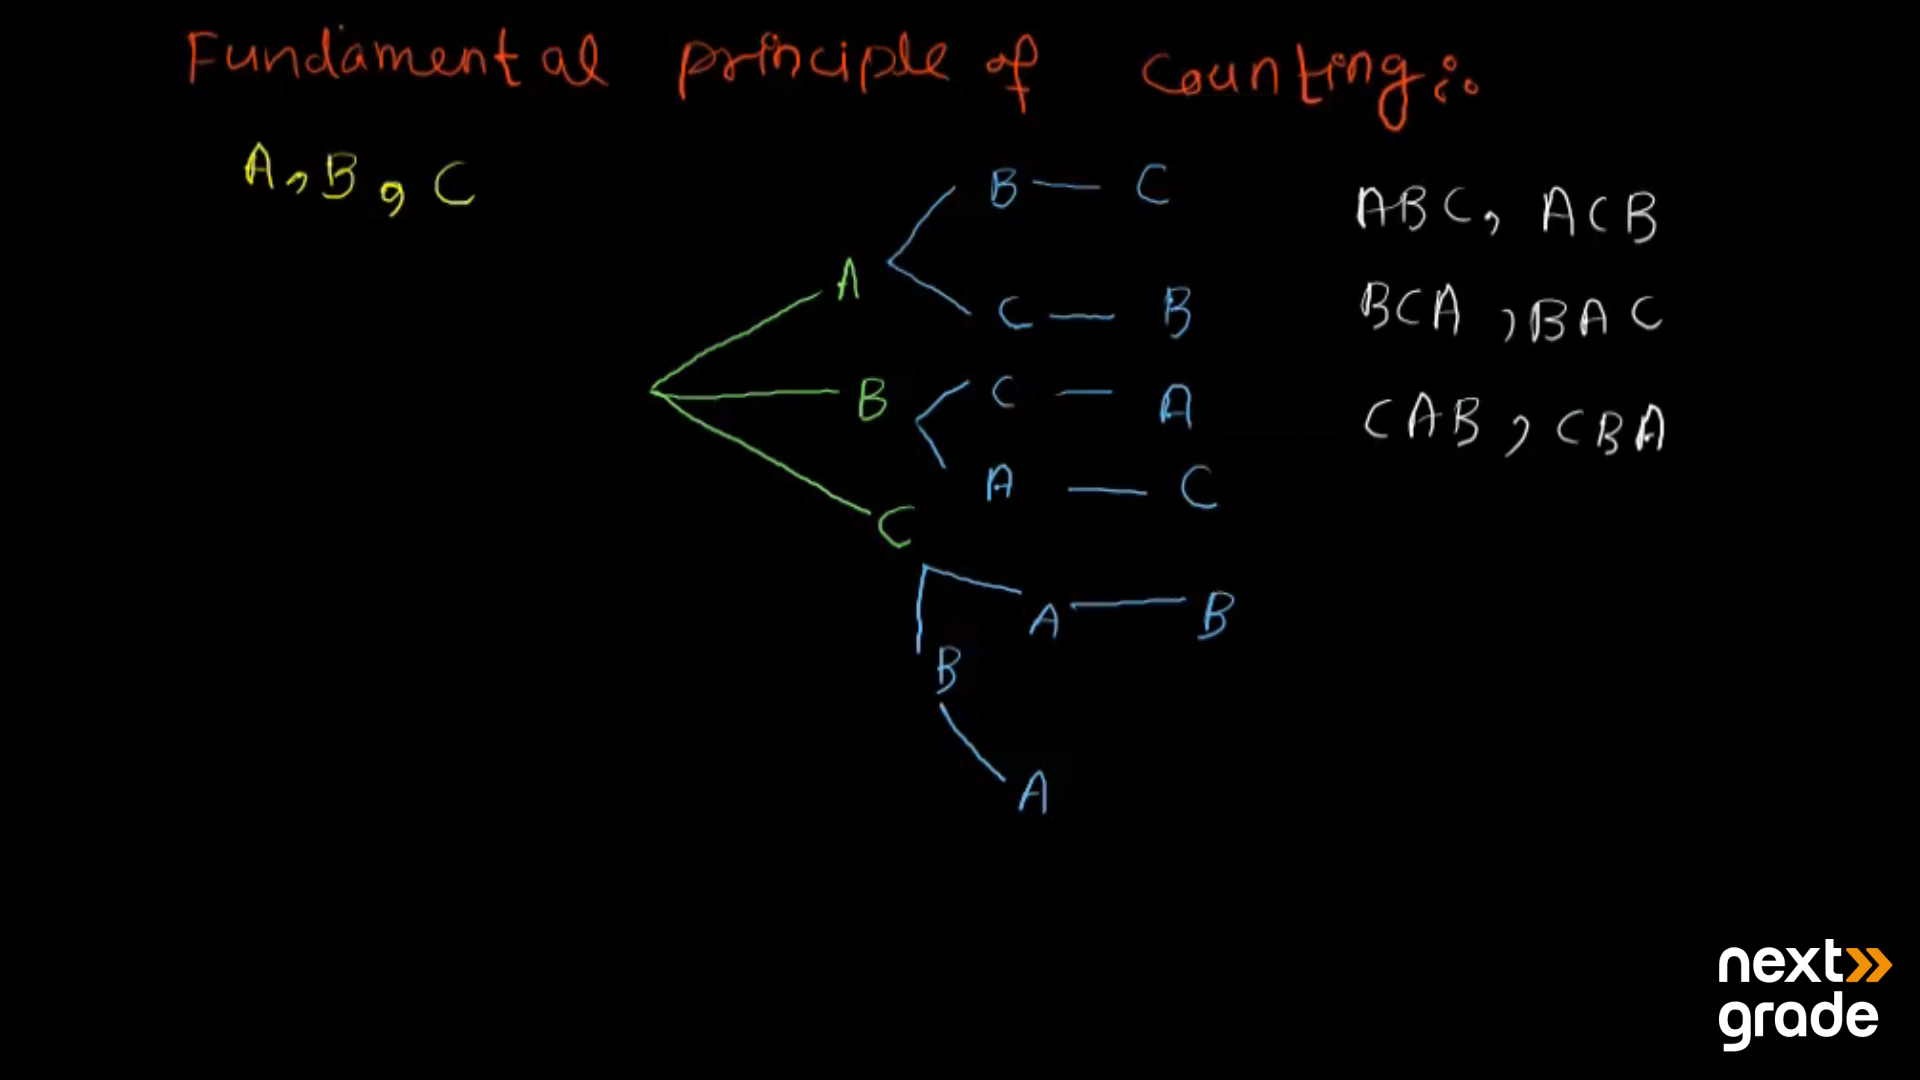 Fundamental principle of Counting:-
A, B, C
B — C
ABC, ACB
A
C — B
BCA, BAC
B
C — A
CAB, CBA
A — C
C
A — B
B
A
next
grade